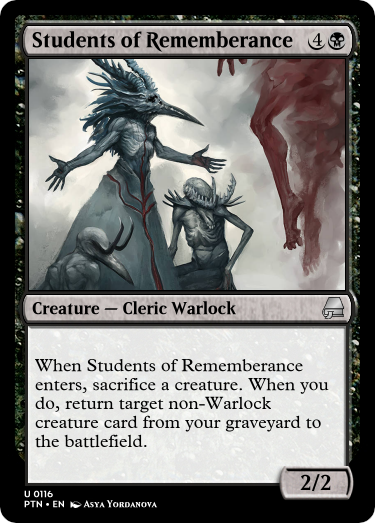 Students of Rememberance 4
Creature — Cleric Warlock
When Students of Rememberance
enters, sacrifice a creature. When you
do, return target non-Warlock
creature card from your graveyard to
the battlefield.
2/2
U 0116
PTN • EN Asya Yordanova